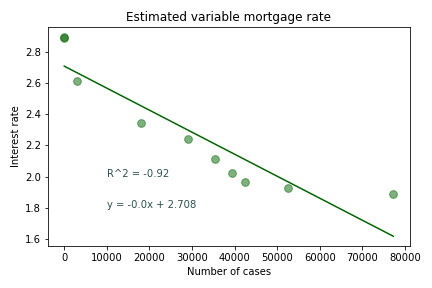 Estimated variable mortgage rate
Interest rate
2.8
2.6
2.4
2.2
2.0
1.8
1.6
R^2 = -0.92
y = -0.0x + 2.708
0 10000 20000 30000 40000 50000 60000 70000 80000
Number of cases